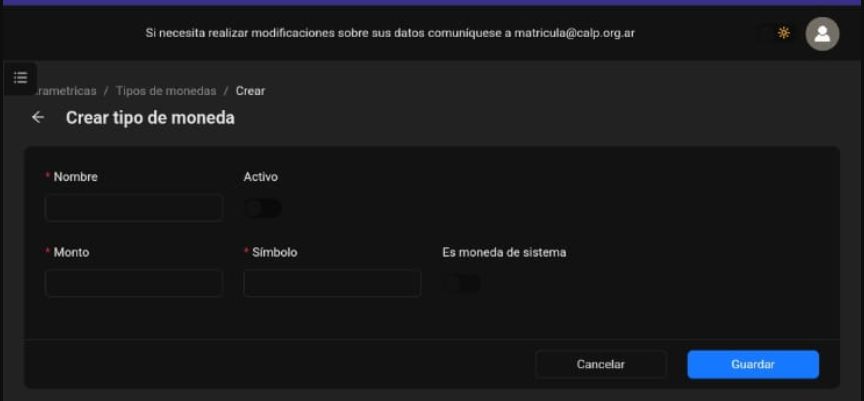 Si necesita realizar modificaciones sobre sus datos comuníquese a matricula@calp.org.ar
rametricas / Tipos de monedas / Crear
Crear tipo de moneda
* Nombre
Activo
* Monto
* Símbolo
Es moneda de sistema
Cancelar
Guardar